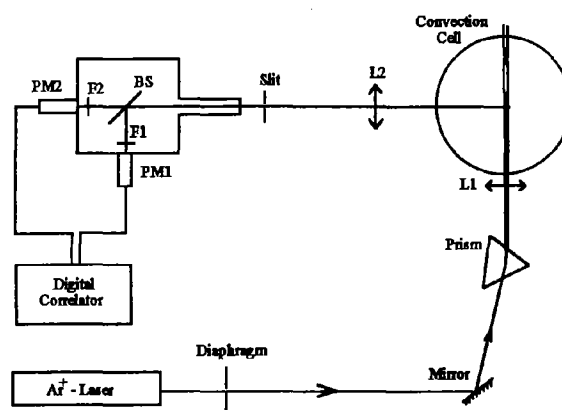 Convection
Cell
PM2
F2
BS
Slit
L2
F1
PM1
L1
Prism
Digital
Correlator
Diaphragm
Mirror
Ar+ - Laser